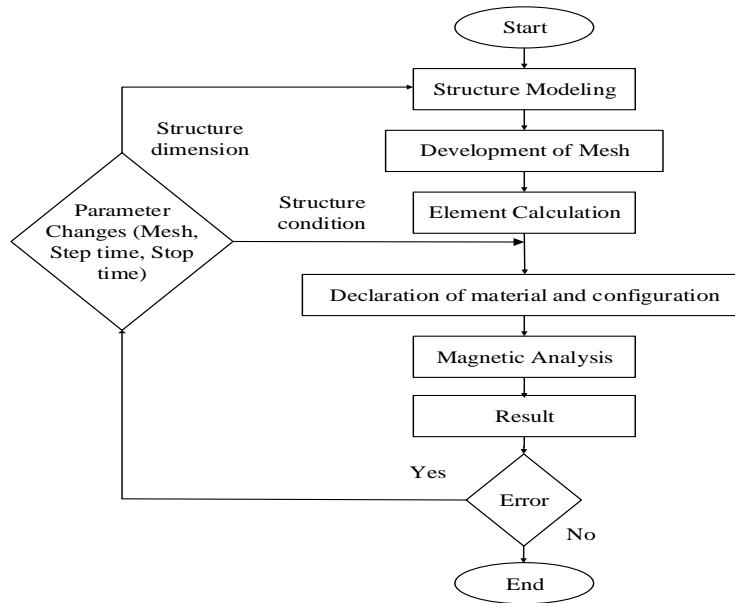 Start
Structure Modeling
Structure
dimension
Development of Mesh
Parameter
Changes (Mesh,
Step time, Stop
time)
Structure
condition
Element Calculation
Declaration of material and configuration
Magnetic Analysis
Result
Yes
Error
No
End